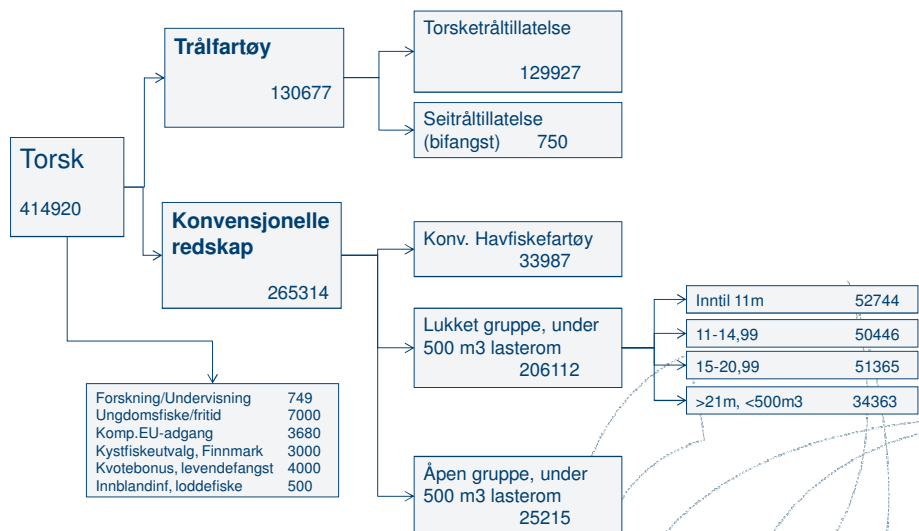 Torsk
414920
Trålfartøy
130677
Torsketråltillatelse
129927
Seitråltillatelse
(bifangst) 750
Konvensjonelle
redskap
265314
Konv. Havfiskefartøy
33987
Lukket gruppe, under
500 m3 lasterom
206112
Inntil 11m 52744
11-14,99 50446
15-20,99 51365
>21m, <500m3 34363
Åpen gruppe, under
500 m3 lasterom
25215
Forskning/Undervisning 749
Ungdomsfiske/fritid 7000
Komp.EU-adgang 3680
Kystfiskeutvalg, Finnmark 3000
Kvotebonus, levendefangst 4000
Innblandinf, loddefiske 500